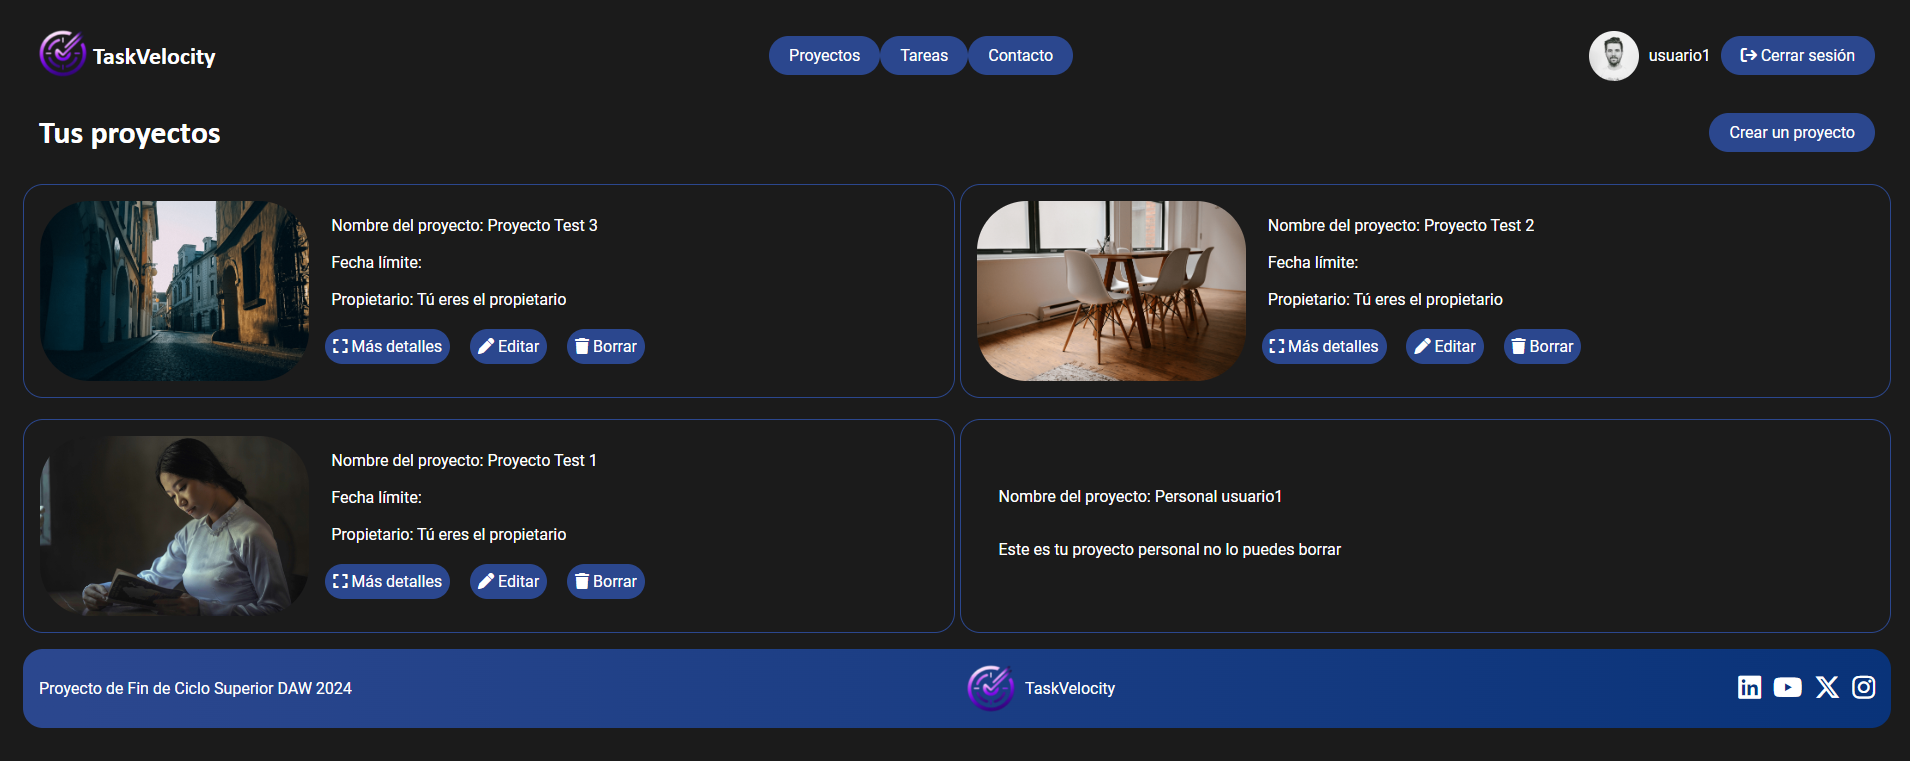 TaskVelocity
Proyectos
Tareas
Contacto
usuario1
Cerrar sesión
Tus proyectos
Crear un proyecto
Nombre del proyecto: Proyecto Test 3
Fecha límite:
Propietario: Tú eres el propietario
Más detalles
Editar
Borrar
Nombre del proyecto: Proyecto Test 2
Fecha límite:
Propietario: Tú eres el propietario
Más detalles
Editar
Borrar
Nombre del proyecto: Proyecto Test 1
Fecha límite:
Propietario: Tú eres el propietario
Más detalles
Editar
Borrar
Nombre del proyecto: Personal usuario1
Este es tu proyecto personal no lo puedes borrar
Proyecto de Fin de Ciclo Superior DAW 2024
TaskVelocity